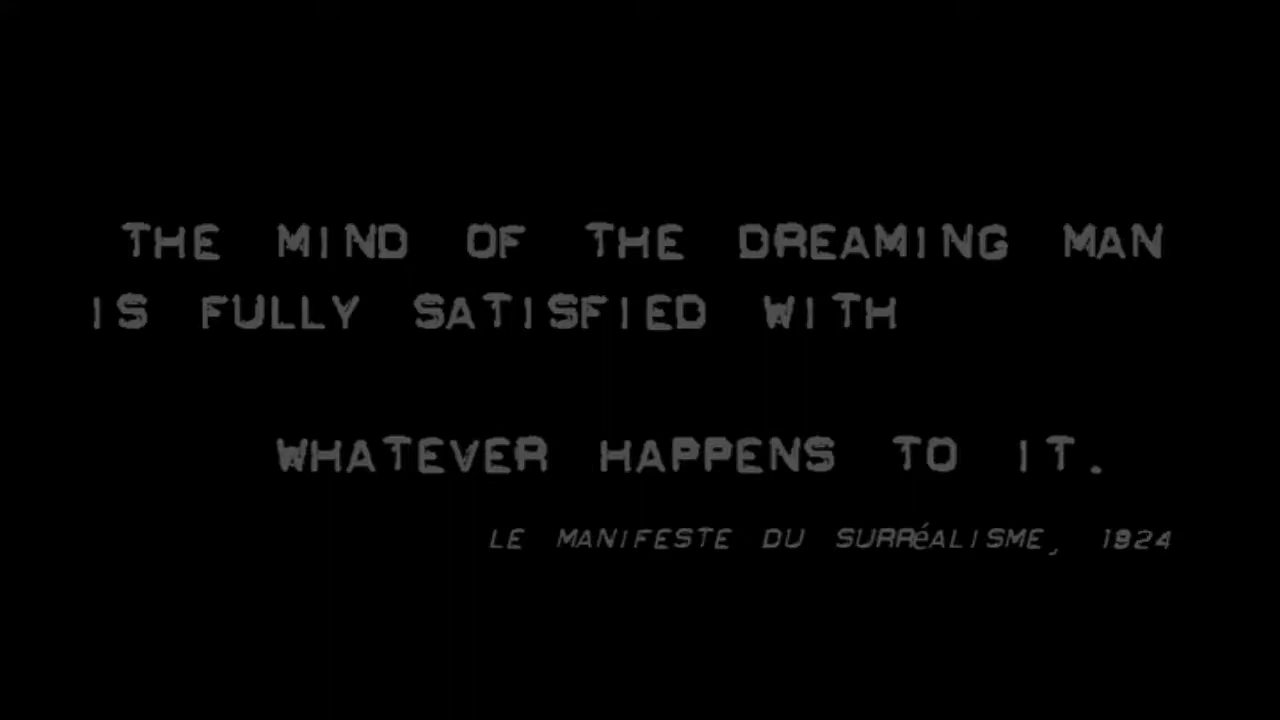 THE MIND OF THE DREAMING MAN
IS FULLY SATISFIED WITH
WHATEVER HAPPENS TO IT.
LE MANIFESTE DU SURRéALISME, 1924